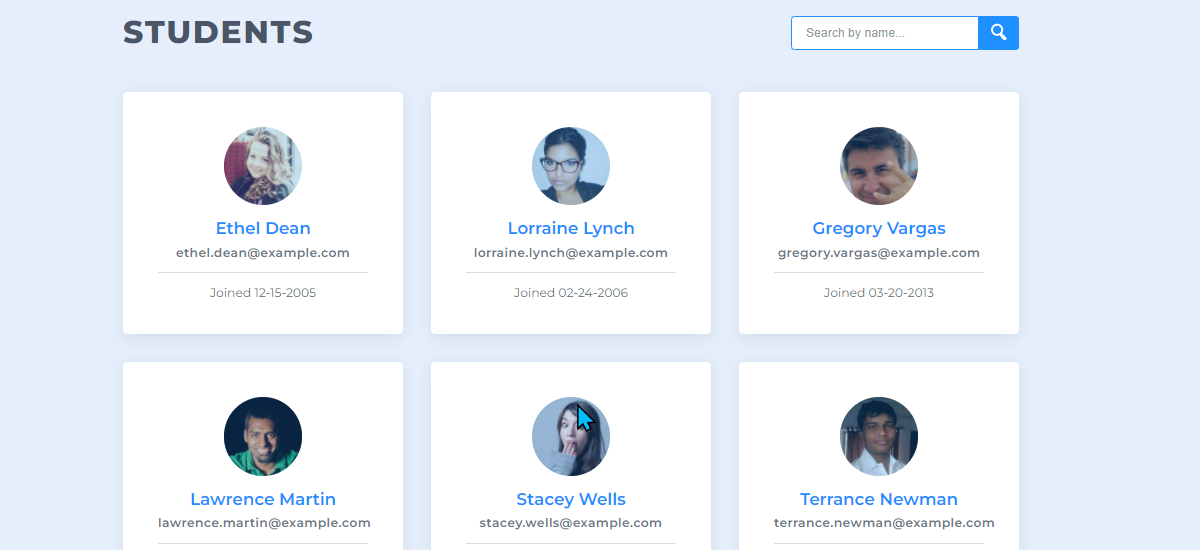 STUDENTS
Search by name...
Ethel Dean
ethel.dean@example.com
Joined 12-15-2005
Lorraine Lynch
lorraine.lynch@example.com
Joined 02-24-2006
Gregory Vargas
gregory.vargas@example.com
Joined 03-20-2013
Lawrence Martin
lawrence.martin@example.com
Stacey Wells
stacey.wells@example.com
Terrance Newman
terrance.newman@example.com